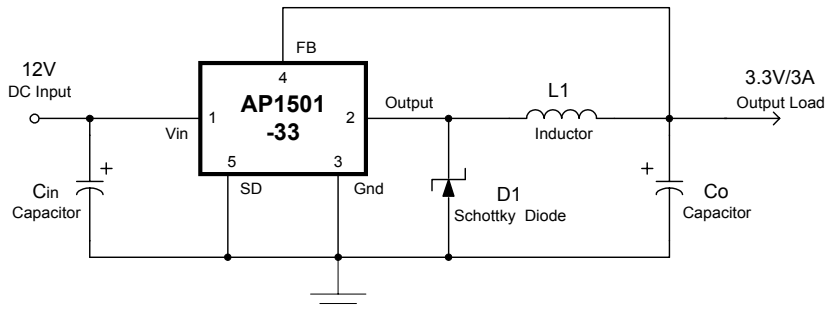 FB
12V
DC Input
4
AP1501
-33
1
2
Vin
Output
L1
Inductor
3.3V/3A
Output Load
5
3
SD
Gnd
+
Cin
Capacitor
D1
Schottky Diode
+
Co
Capacitor